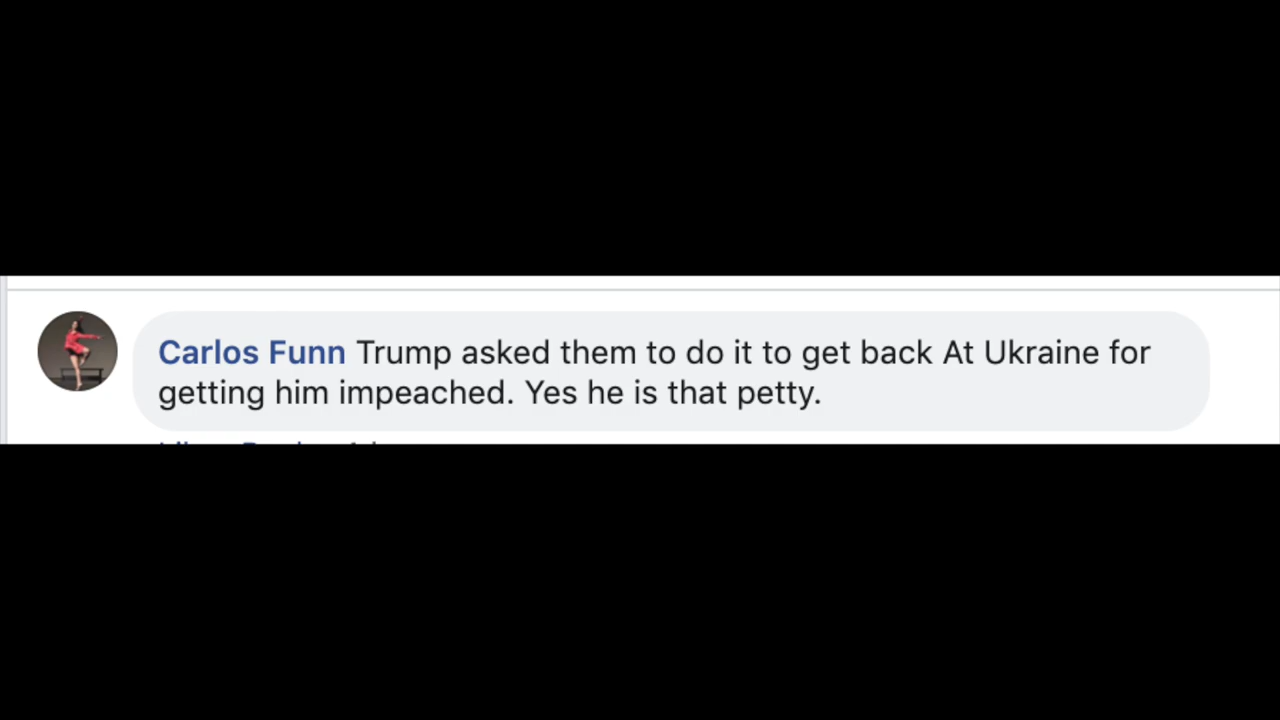 Carlos Funn Trump asked them to do it to get back At Ukraine for
getting him impeached. Yes he is that petty.